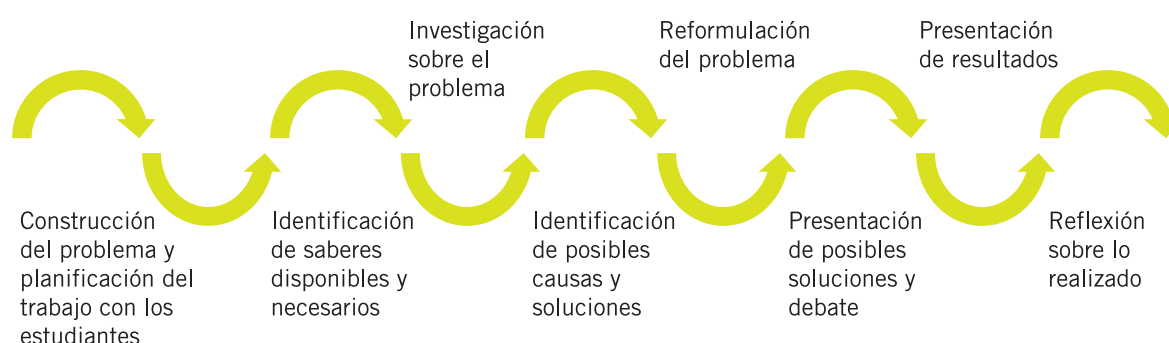 Construcción
del problema y
planificación del
trabajo con los
estudiantes
Identificación
de saberes
disponibles y
necesarios
Investigación
sobre el
problema
Identificación
de posibles
causas y
soluciones
Reformulación
del problema
Presentación
de posibles
soluciones y
debate
Presentación
de resultados
Reflexión
sobre lo
realizado